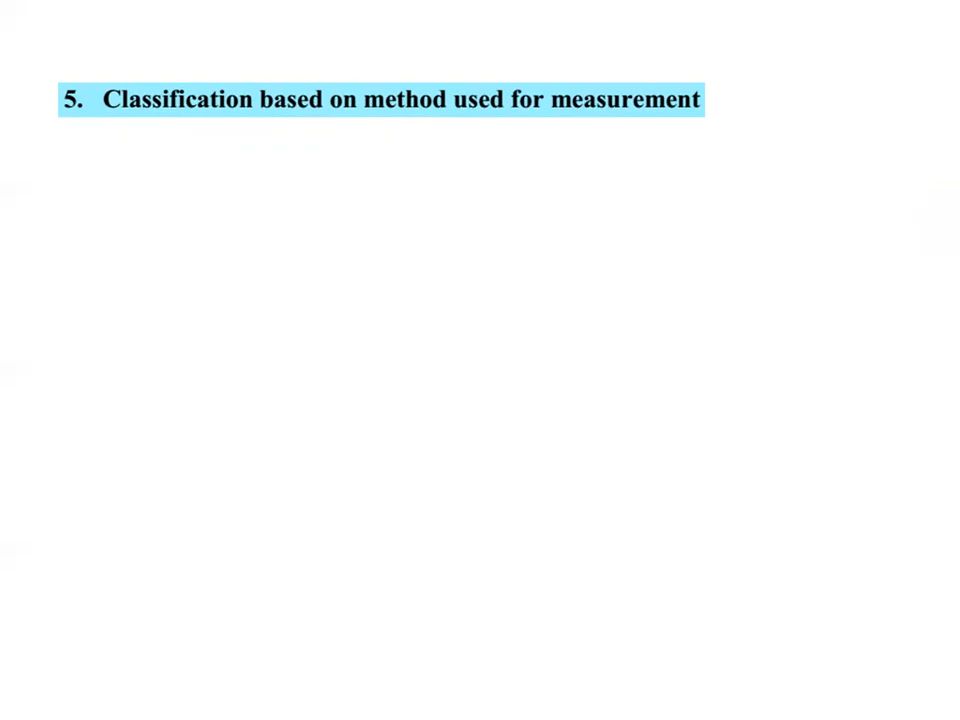 5. Classification based on method used for measurement